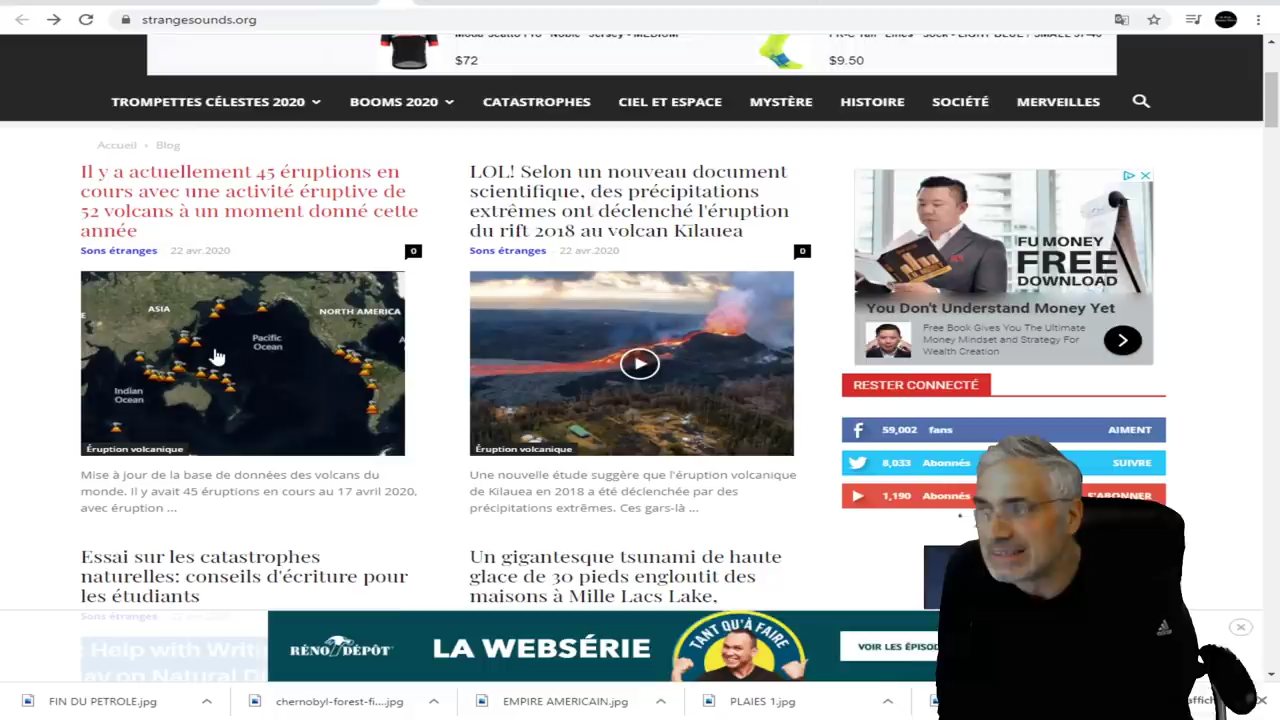 strangesounds.org
$72
$9.50
TROMPETTES CÉLESTES 2020
BOOMS 2020
CATASTROPHES
CIEL ET ESPACE
MYSTÈRE
HISTOIRE
SOCIÉTÉ
MERVEILLES
Accueil
Blog
Il y a actuellement 45 éruptions en
cours avec une activité éruptive de
52 volcans à un moment donné cette
année
Sons étranges 22 avr.2020
0
ASIA
NORTH AMERICA
Pacific
Ocean
Indian
Ocean
Éruption volcanique
Mise à jour de la base de données des volcans du
monde. Il y avait 45 éruptions en cours au 17 avril 2020,
avec éruption ...
LOL! Selon un nouveau document
scientifique, des précipitations
extrêmes ont déclenché l'éruption
du rift 2018 au volcan Kīlauea
Sons étranges 22 avr.2020
0
Éruption volcanique
Une nouvelle étude suggère que l'éruption volcanique
de Kilauea en 2018 a été déclenchée par des
précipitations extrêmes. Ces gars-là ...
FU MONEY
FREE
DOWNLOAD
You Don't Understand Money Yet
Free Book Gives You The Ultimate
Money Mindset and Strategy For
Wealth Creation
RESTER CONNECTÉ
59,002 fans AIMENT
8,033 Abonnés SUIVRE
1,190 Abonnés S'ABONNER
Essai sur les catastrophes
naturelles: conseils d'écriture pour
les étudiants
Sons étranges
Un gigantesque tsunami de haute
glace de 30 pieds engloutit des
maisons à Mille Lacs Lake,
RÉNO DÉPÔT
LA WEBSÉRIE
TANT QU'À FAIRE
VOIR LES
FIN DU PETROLE.jpg
chernobyl-forest-fi....jpg
EMPIRE AMERICAIN.jpg
PLAIES 1.jpg